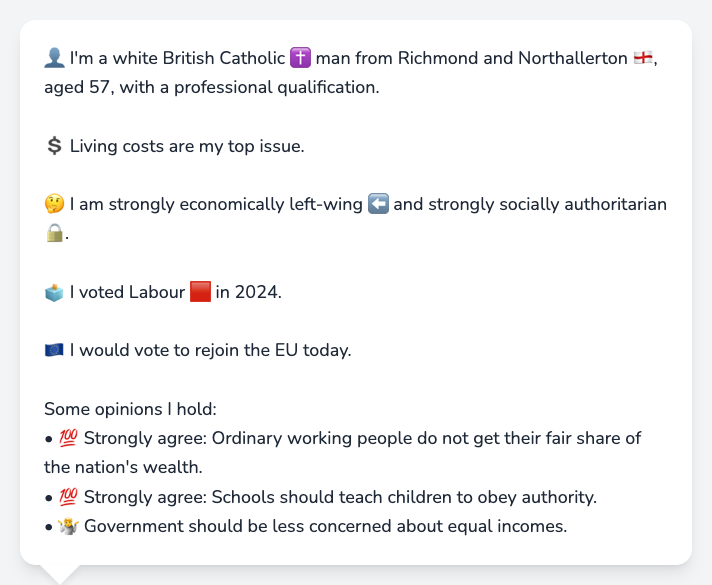 👤 I'm a white British Catholic ✝️ man from Richmond and Northallerton 🏴󠁧󠁢󠁥󠁮󠁧󠁿,
aged 57, with a professional qualification.
💲 Living costs are my top issue.
🤔 I am strongly economically left-wing ⬅️ and strongly socially authoritarian
🔒.
🗳️ I voted Labour 🟥 in 2024.
🇪🇺 I would vote to rejoin the EU today.
Some opinions I hold:
• 💯 Strongly agree: Ordinary working people do not get their fair share of
the nation's wealth.
• 💯 Strongly agree: Schools should teach children to obey authority.
• 🤷 Government should be less concerned about equal incomes.